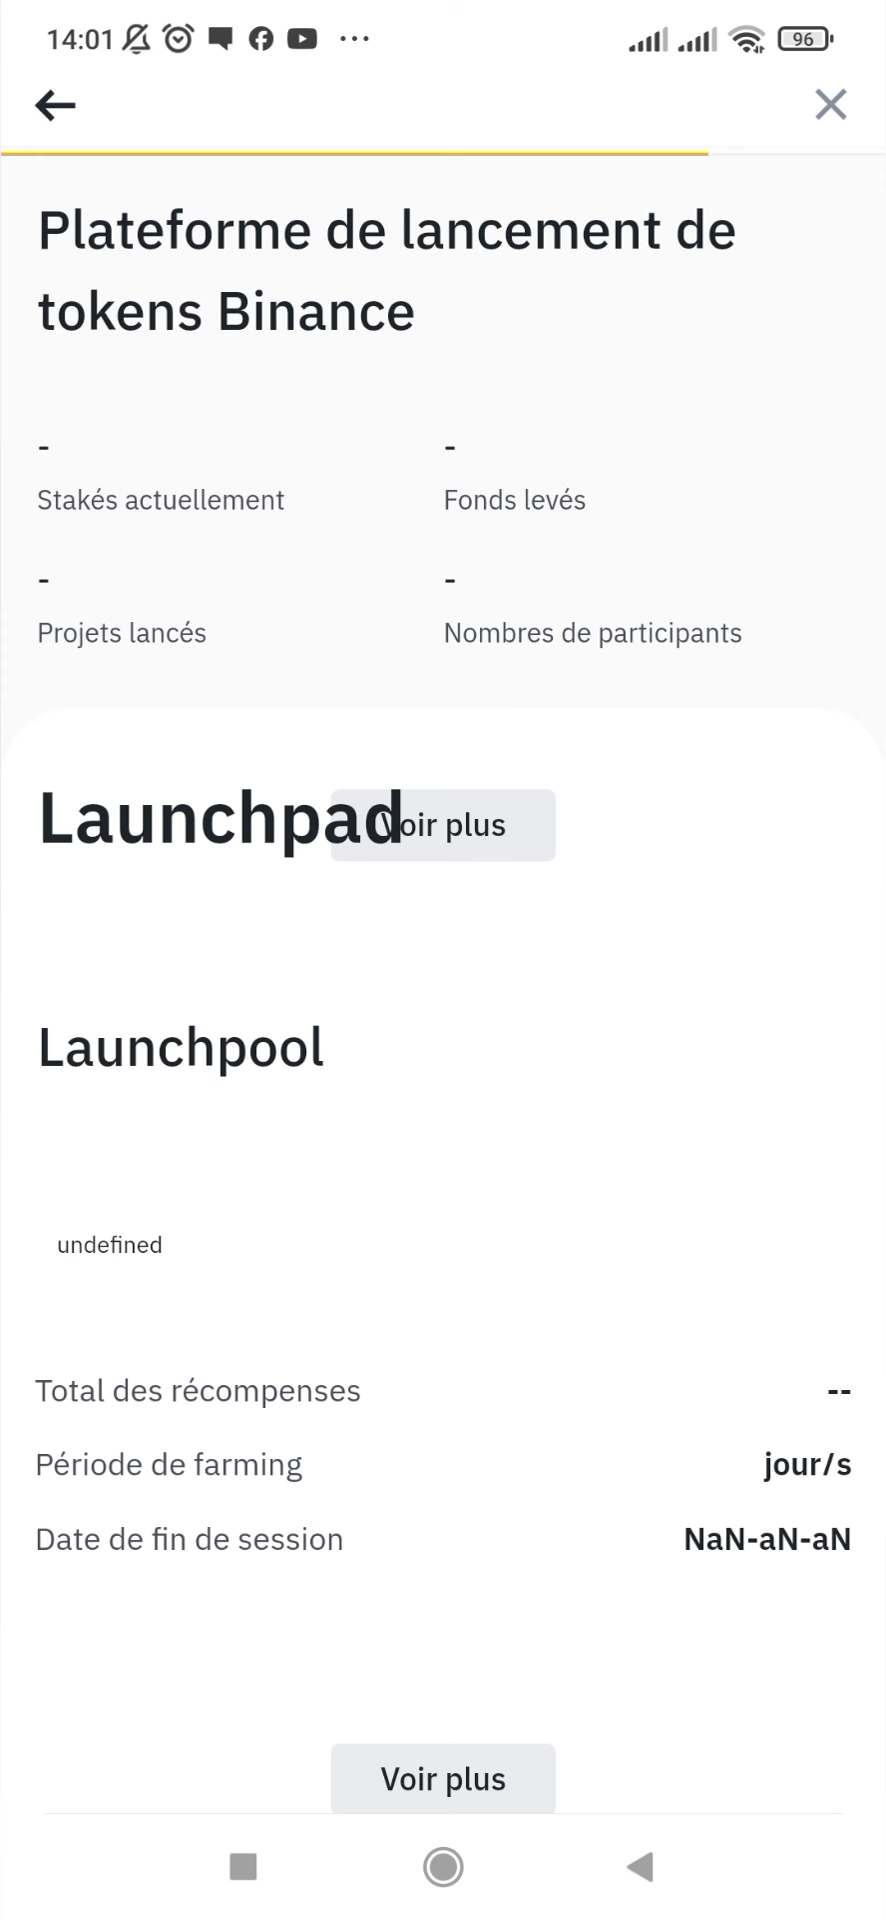 14:01
96
Plateforme de lancement de
tokens Binance
- -
Stakés actuellement Fonds levés
- -
Projets lancés Nombres de participants
Launchpad Voir plus
Launchpool
undefined
Total des récompenses --
Période de farming jour/s
Date de fin de session NaN-aN-aN
Voir plus